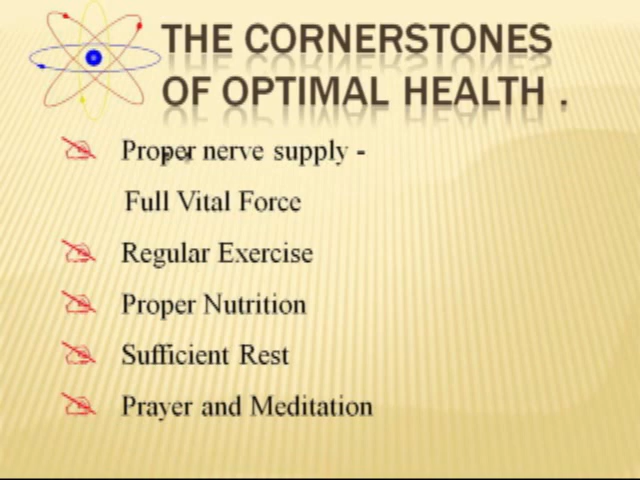 THE CORNERSTONES
OF OPTIMAL HEALTH .
Proper nerve supply -
Full Vital Force
Regular Exercise
Proper Nutrition
Sufficient Rest
Prayer and Meditation